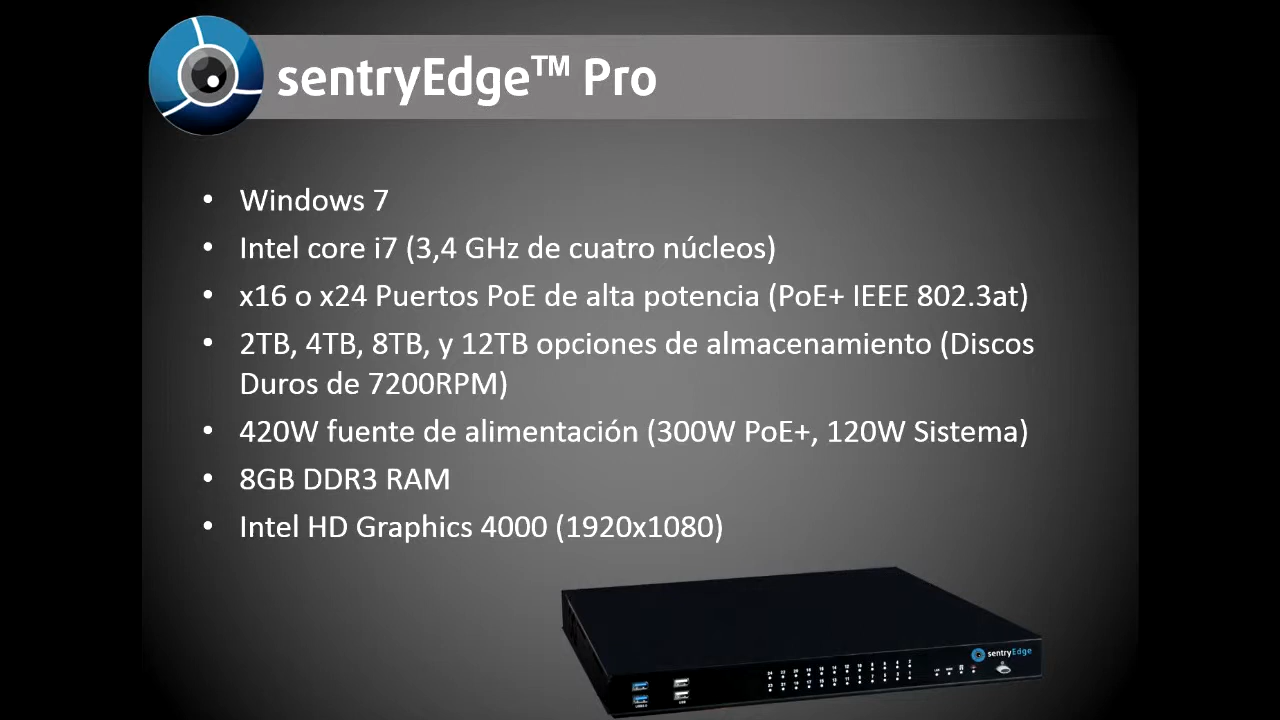 sentryEdge™ Pro
• Windows 7
• Intel core i7 (3,4 GHz de cuatro núcleos)
• x16 o x24 Puertos PoE de alta potencia (PoE+ IEEE 802.3at)
• 2TB, 4TB, 8TB, y 12TB opciones de almacenamiento (Discos
Duros de 7200RPM)
• 420W fuente de alimentación (300W PoE+, 120W Sistema)
• 8GB DDR3 RAM
• Intel HD Graphics 4000 (1920x1080)
sentryEdge